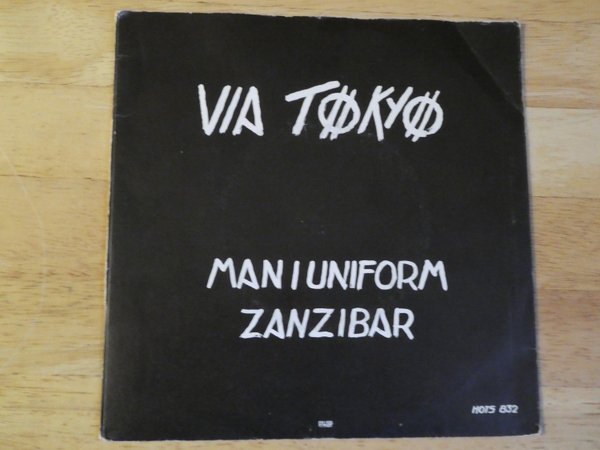 VIA TØKYØ
MAN I UNIFORM
ZANZIBAR
HOTS 832